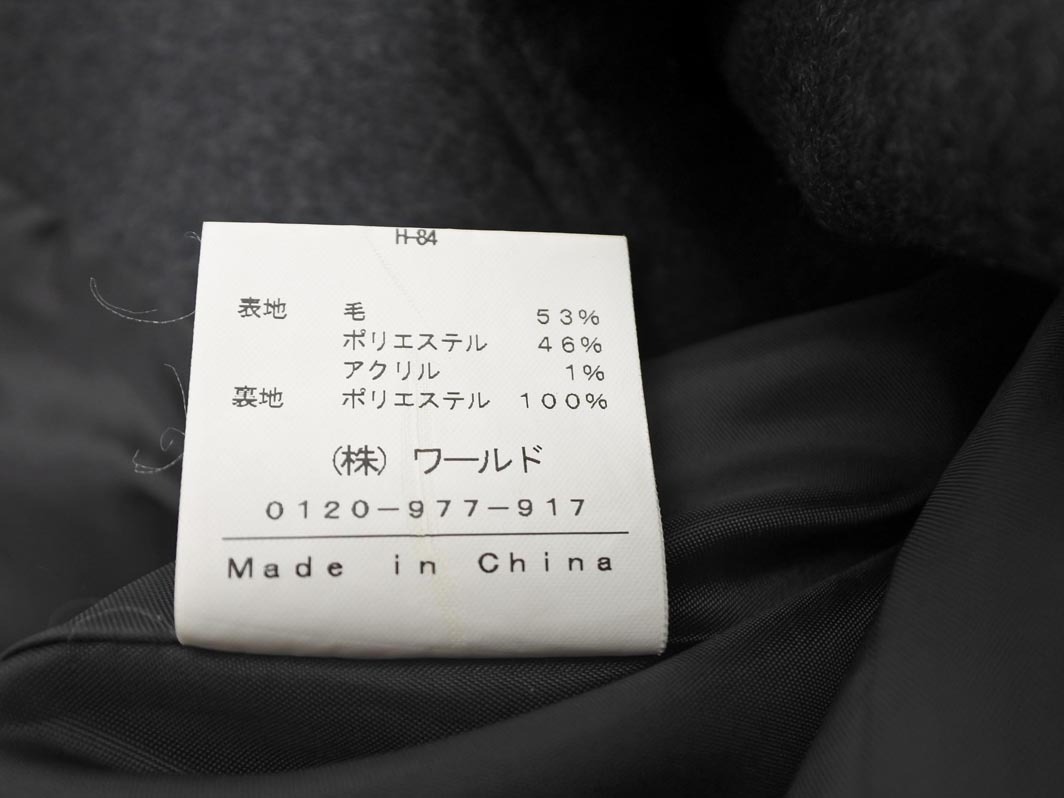 H-84
表地 毛 53%
ポリエステル 46%
アクリル 1%
裏地 ポリエステル 100%
(株) ワールド
0120-977-917
Made in China